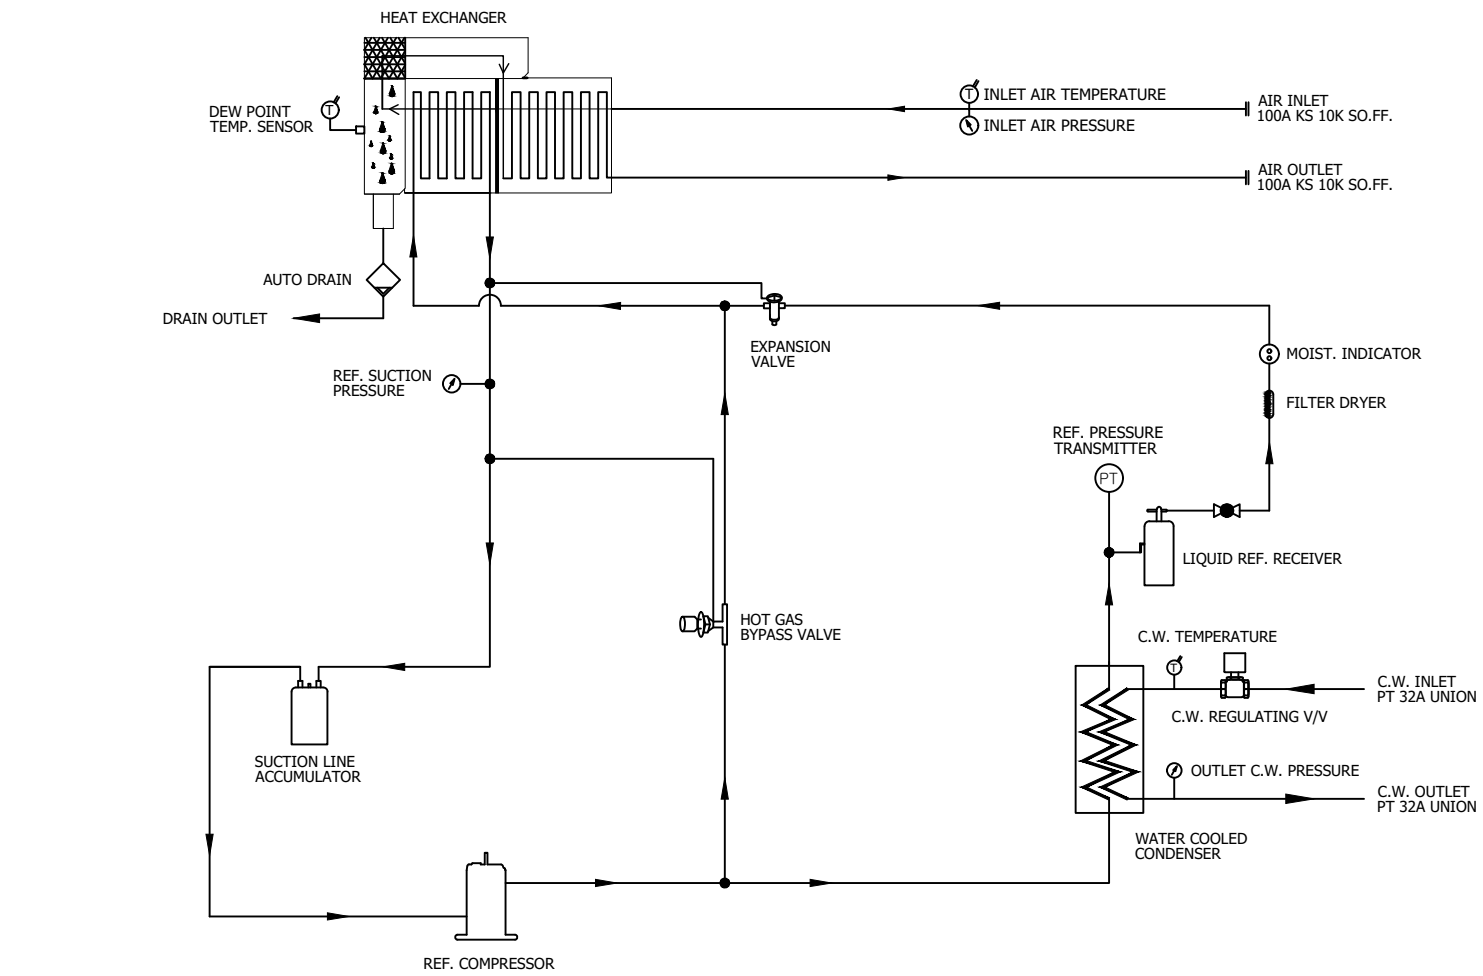 HEAT EXCHANGER
DEW POINT
TEMP. SENSOR
T
T
INLET AIR TEMPERATURE
INLET AIR PRESSURE
AIR INLET
100A KS 10K SO.FF.
AIR OUTLET
100A KS 10K SO.FF.
AUTO DRAIN
DRAIN OUTLET
EXPANSION
VALVE
MOIST. INDICATOR
REF. SUCTION
PRESSURE
FILTER DRYER
REF. PRESSURE
TRANSMITTER
PT
LIQUID REF. RECEIVER
HOT GAS
BYPASS VALVE
C.W. TEMPERATURE
T
C.W. INLET
PT 32A UNION
C.W. REGULATING V/V
SUCTION LINE
ACCUMULATOR
OUTLET C.W. PRESSURE
C.W. OUTLET
PT 32A UNION
WATER COOLED
CONDENSER
REF. COMPRESSOR